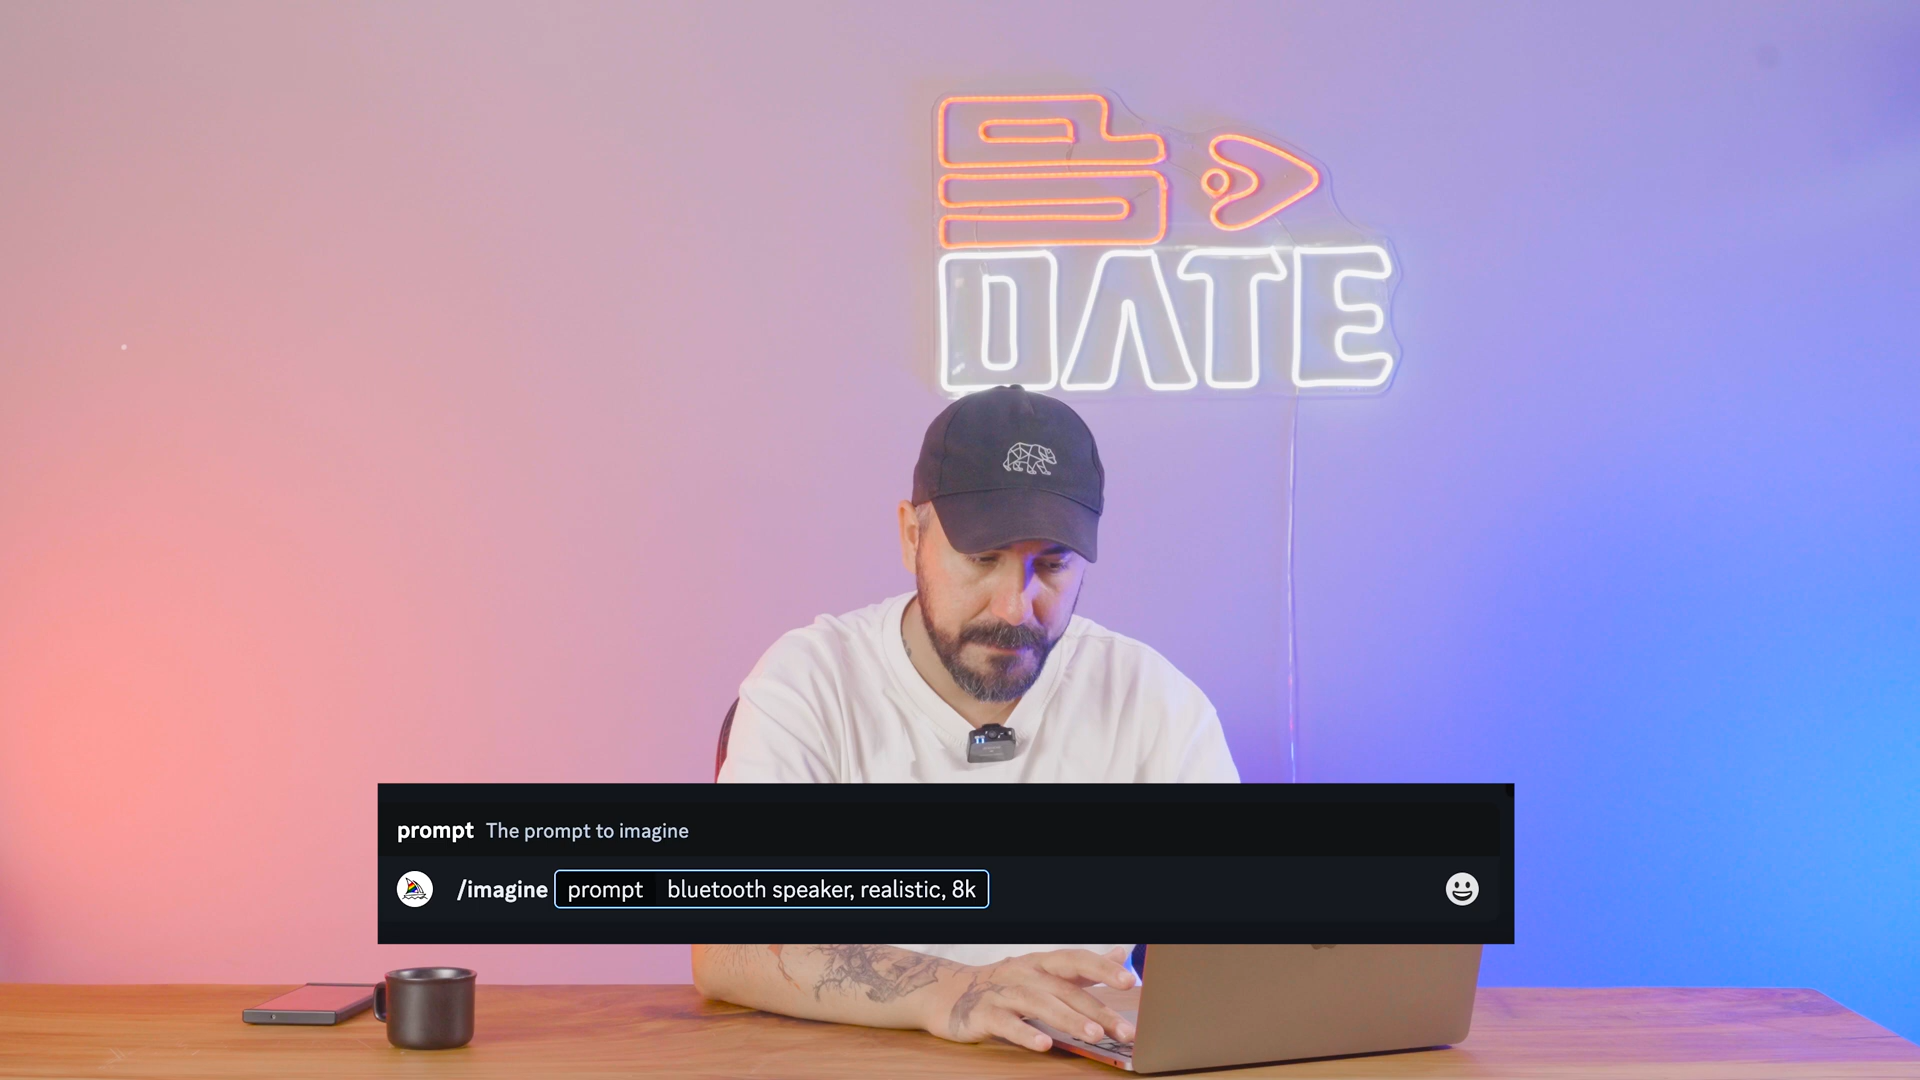 DATE
prompt The prompt to imagine
/imagine prompt bluetooth speaker, realistic, 8k